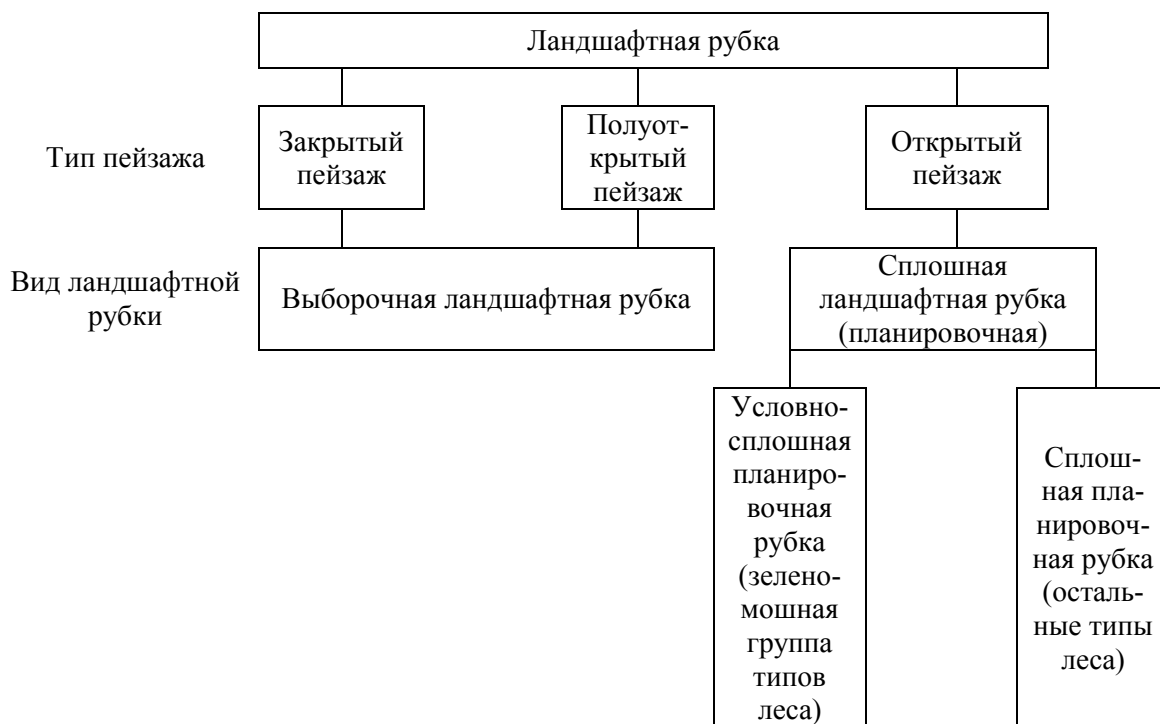 Ландшафтная рубка
Тип пейзажа
Закрытый
пейзаж
Полуот-
крытый
пейзаж
Открытый
пейзаж
Вид ландшафтной
рубки
Выборочная ландшафтная рубка
Сплошная
ландшафтная рубка
(планировочная)
Условно-
сплошная
планиро-
вочная
рубка
(зелено-
мошная
группа
типов
леса)
Сплош-
ная пла-
нировоч-
ная рубка
(осталь-
ные типы
леса)